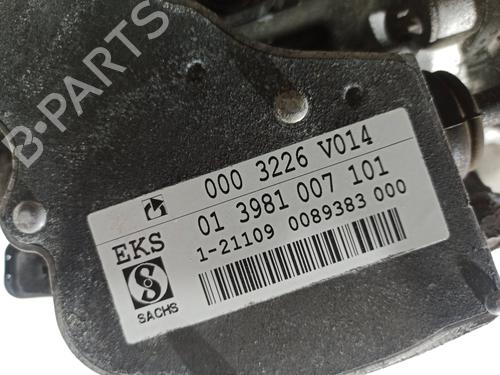 B-PARTS
000 3226 V014
01 3981 007 101
EKS
1-21109 0089383 000
SACHS